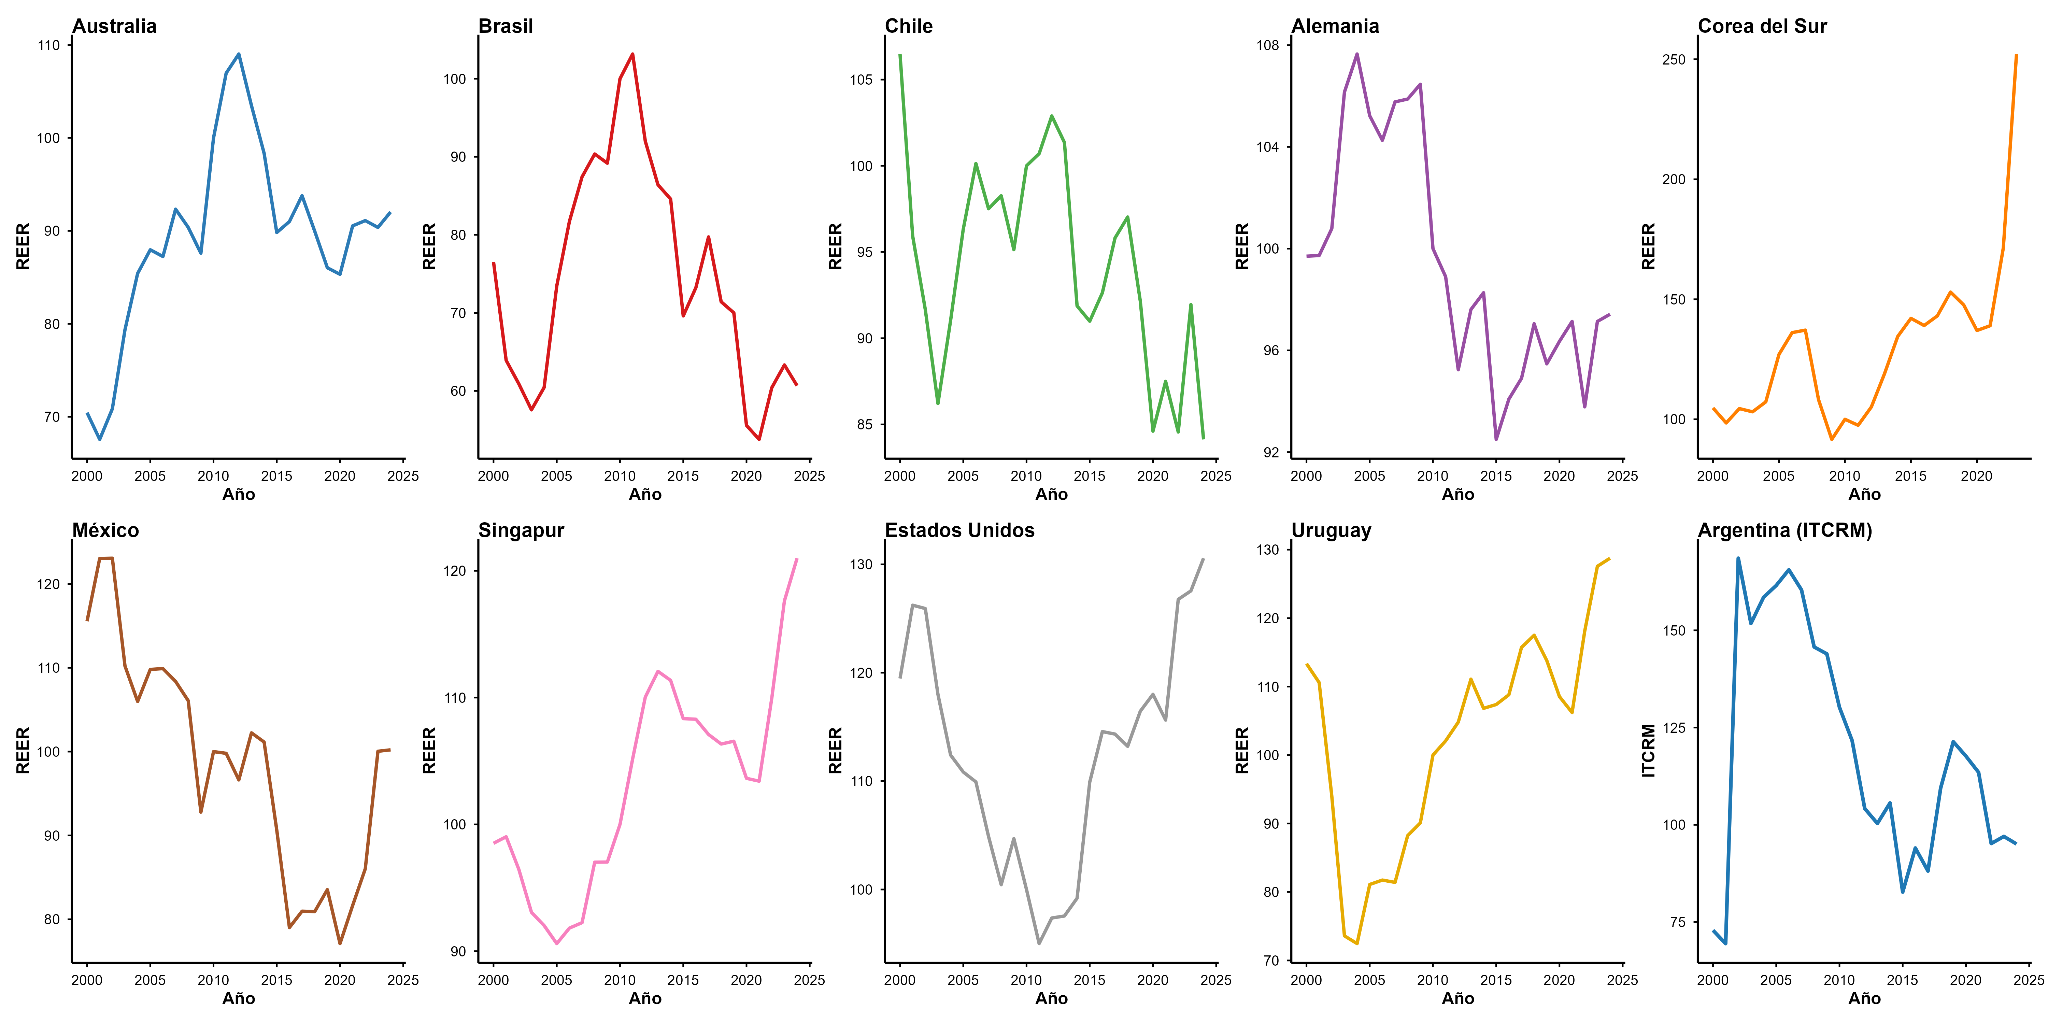 Australia
110
100
90
80
70
REER
2000 2005 2010 2015 2020 2025
Año
Brasil
100
90
80
70
60
REER
2000 2005 2010 2015 2020 2025
Año
Chile
105
100
95
90
85
REER
2000 2005 2010 2015 2020 2025
Año
Alemania
108
104
100
96
92
REER
2000 2005 2010 2015 2020 2025
Año
Corea del Sur
250
200
150
100
REER
2000 2005 2010 2015 2020
Año
México
120
110
100
90
80
REER
2000 2005 2010 2015 2020 2025
Año
Singapur
120
110
100
90
REER
2000 2005 2010 2015 2020 2025
Año
Estados Unidos
130
120
110
100
REER
2000 2005 2010 2015 2020 2025
Año
Uruguay
130
120
110
100
90
80
70
REER
2000 2005 2010 2015 2020 2025
Año
Argentina (ITCRM)
150
125
100
75
ITCRM
2000 2005 2010 2015 2020 2025
Año